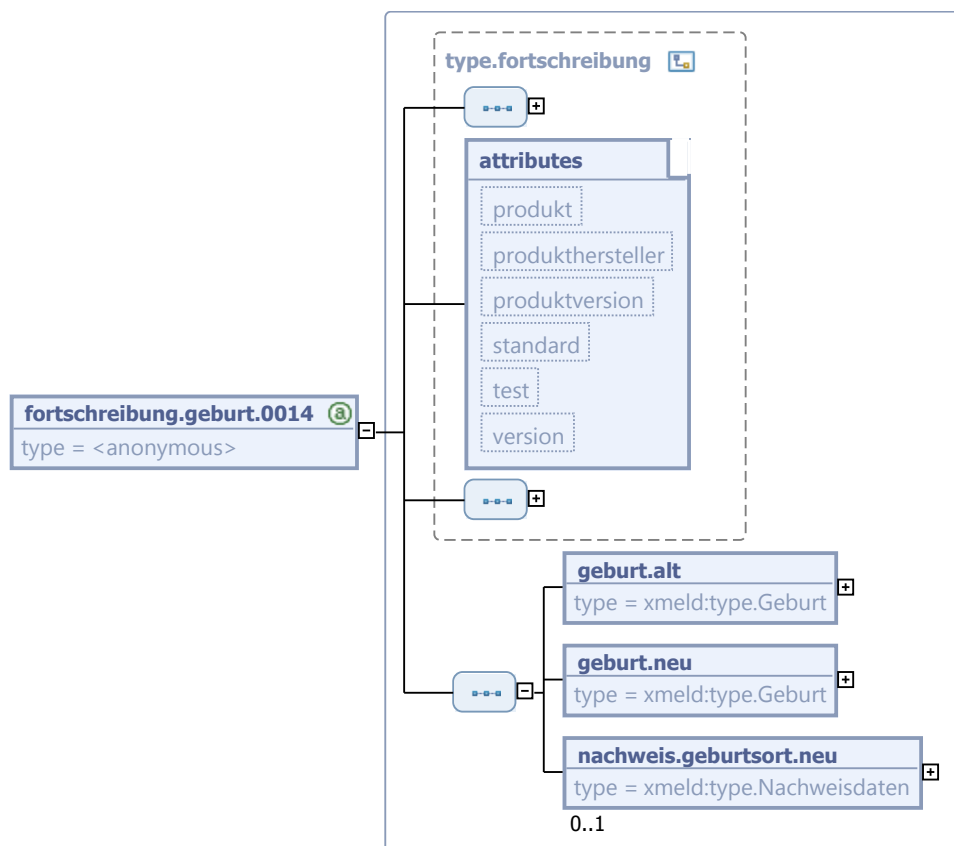 type.fortschreibung
attributes
produkt
produkthersteller
produktversion
standard
test
version
fortschreibung.geburt.0014 @
type = <anonymous>
geburt.alt
type = xmeld:type.Geburt
geburt.neu
type = xmeld:type.Geburt
nachweis.geburtsort.neu
type = xmeld:type.Nachweisdaten
0..1